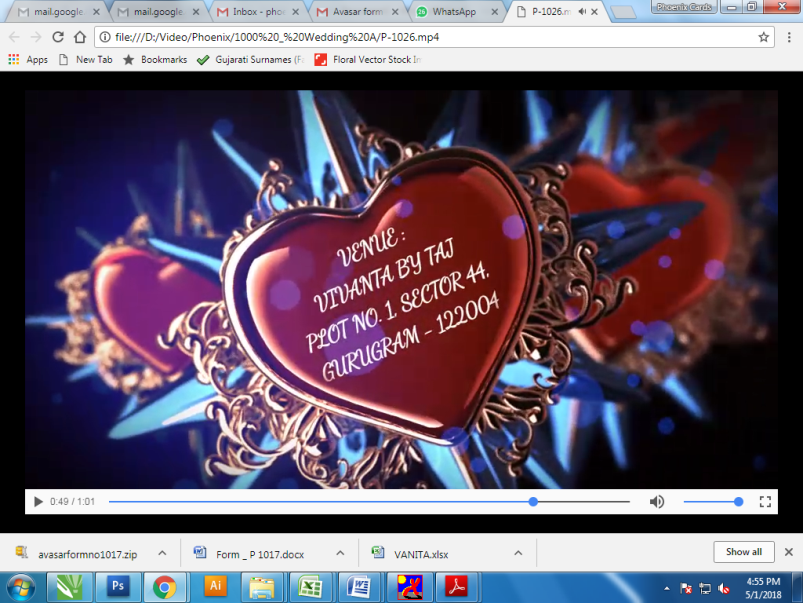 mail.google.
mail.google.
Inbox - pho
Avasar form
WhatsApp
P-1026.m
Phoenix Cards
file:///D:/Video/Phoenix/1000%20_%20Wedding%20A/P-1026.mp4
Apps
New Tab
Bookmarks
Gujarati Surnames (Fa
Floral Vector Stock In
VENUE :
VIVANTA BY TAJ
PLOT NO. 1, SECTOR 44,
GURUGRAM - 122004
0:49 / 1:01
avasarformno1017.zip
Form _ P 1017.docx
VANITA.xlsx
Show all
Ps
Ai
4:55 PM
5/1/2018